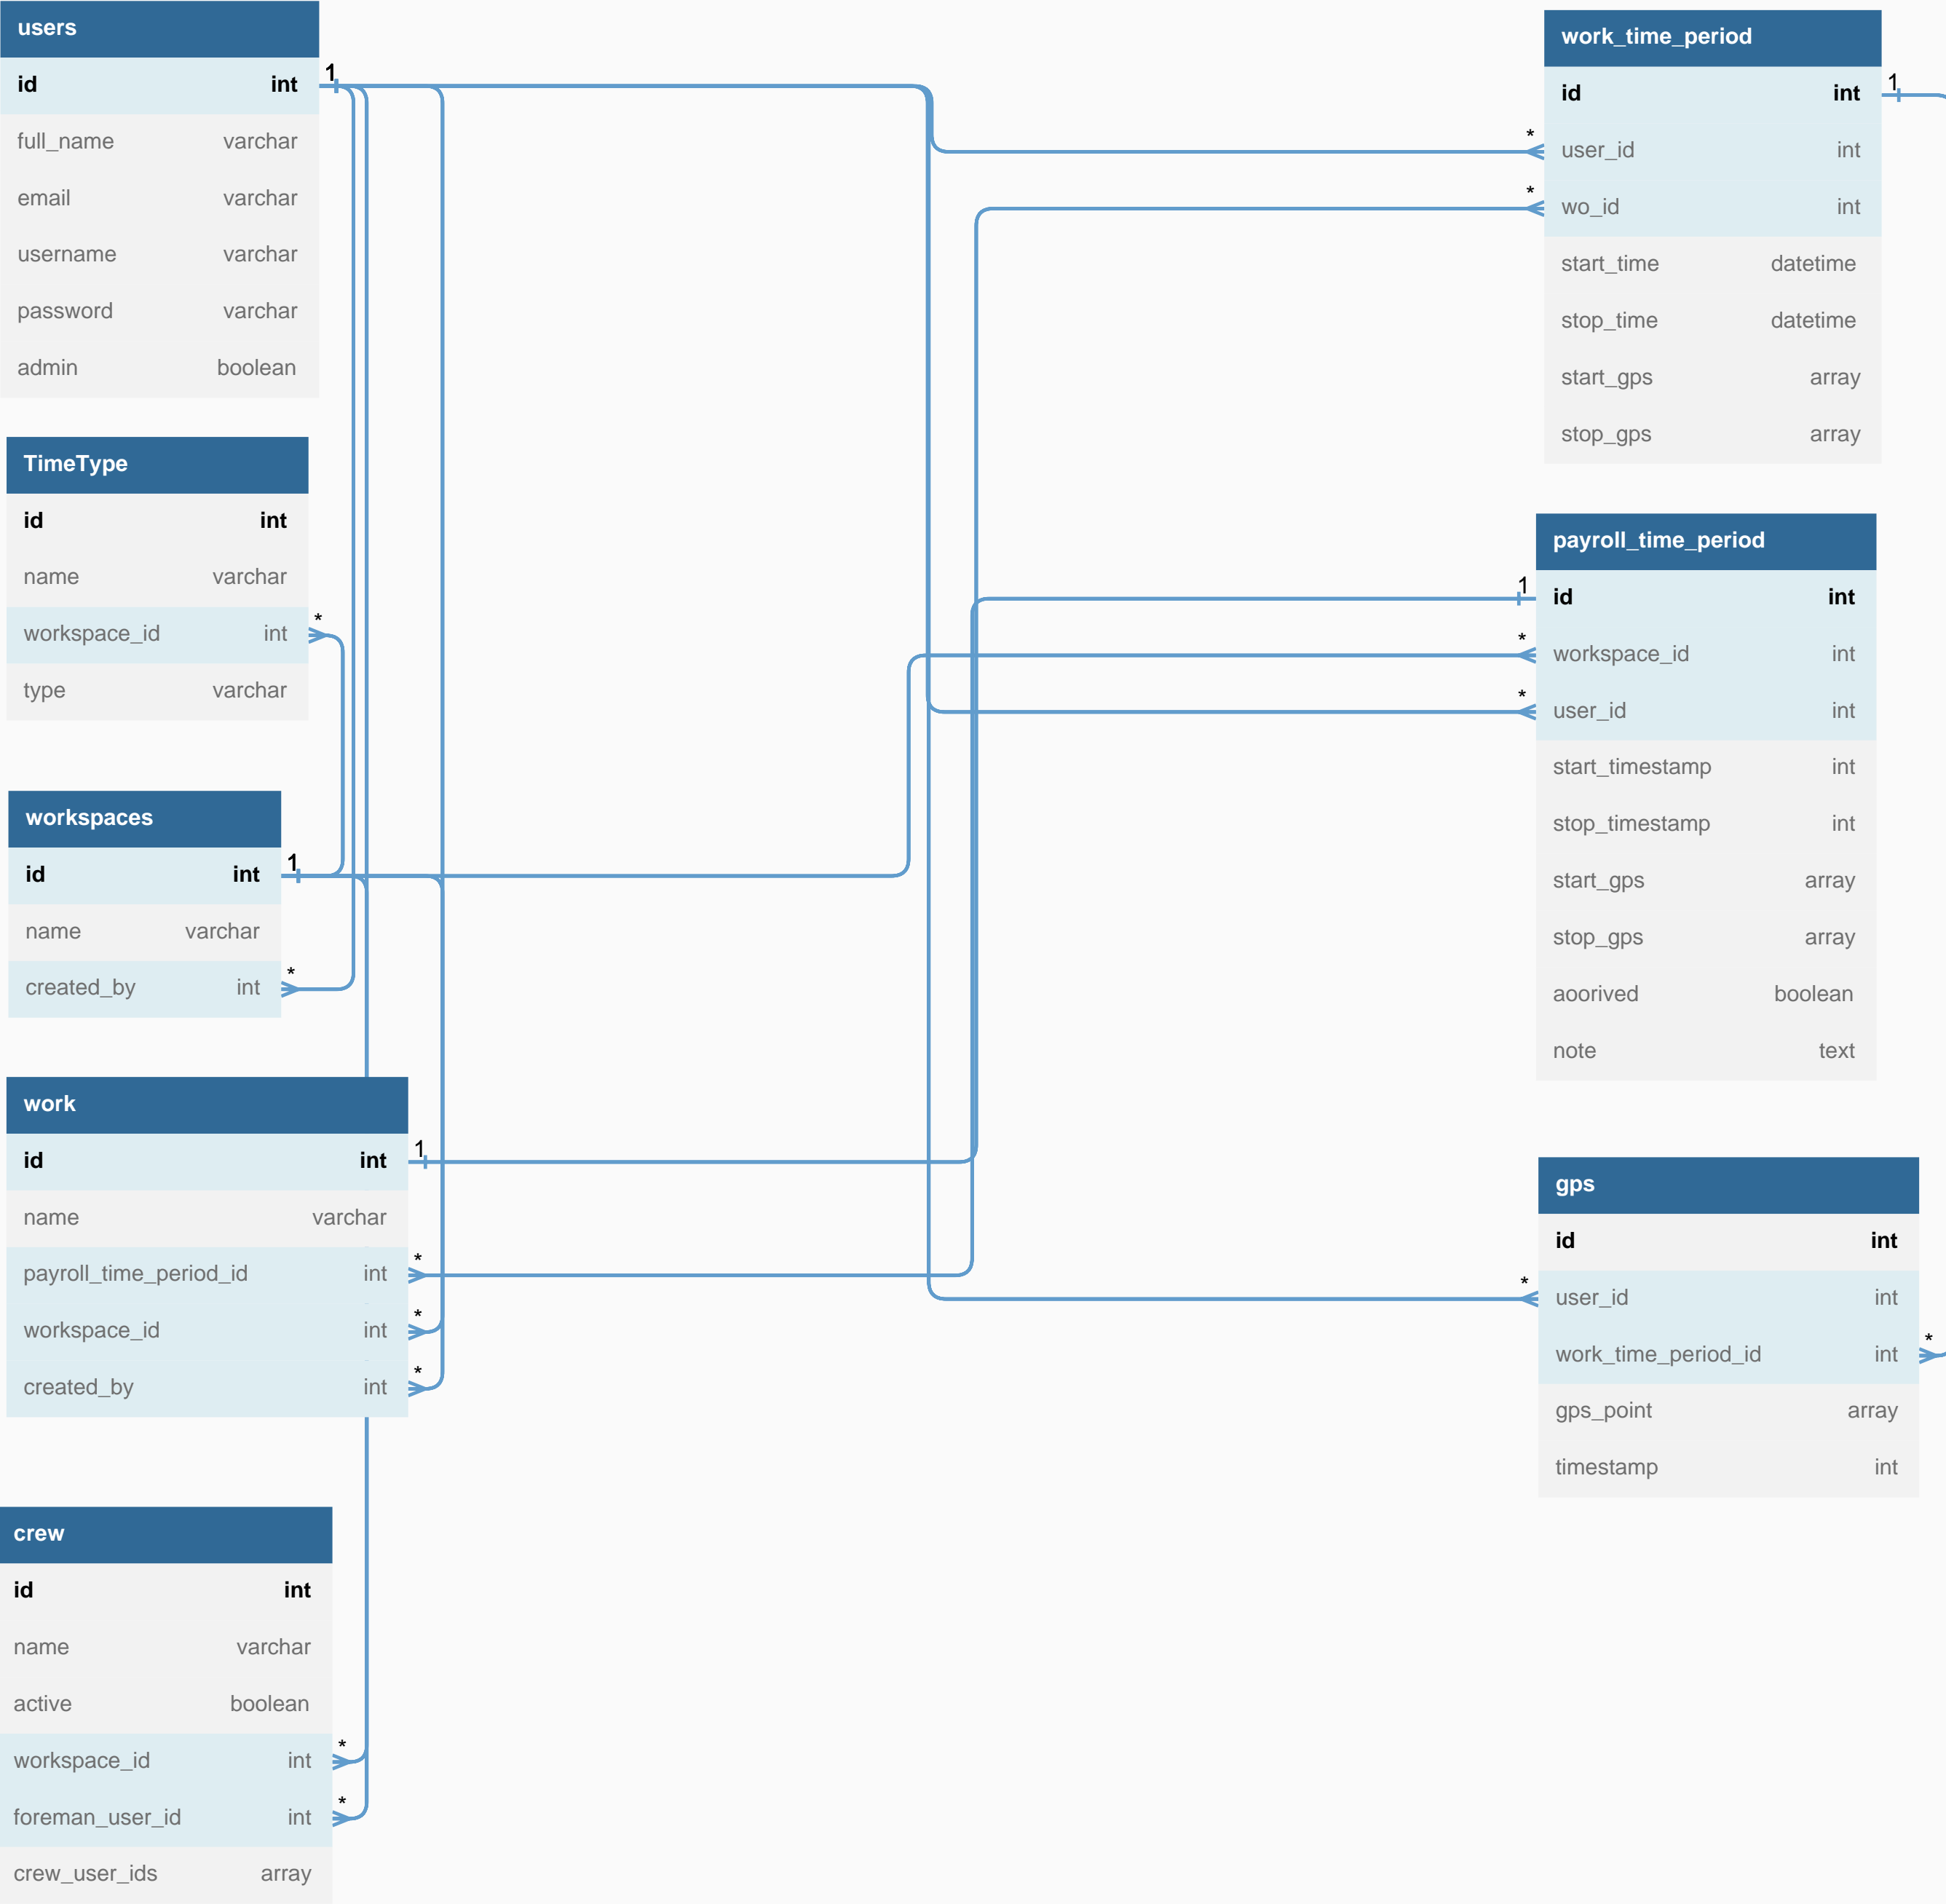 users
id int
full_name varchar
email varchar
username varchar
password varchar
admin boolean
1
TimeType
id int
name varchar
workspace_id int
type varchar
*
workspaces
id int
name varchar
created_by int
1
*
work
id int
name varchar
payroll_time_period_id int
workspace_id int
created_by int
1
*
*
*
crew
id int
name varchar
active boolean
workspace_id int
foreman_user_id int
crew_user_ids array
*
*
work_time_period
id int
user_id int
wo_id int
start_time datetime
stop_time datetime
start_gps array
stop_gps array
1
*
*
payroll_time_period
id int
workspace_id int
user_id int
start_timestamp int
stop_timestamp int
start_gps array
stop_gps array
aoorived boolean
note text
1
*
*
gps
id int
user_id int
work_time_period_id int
gps_point array
timestamp int
*
*